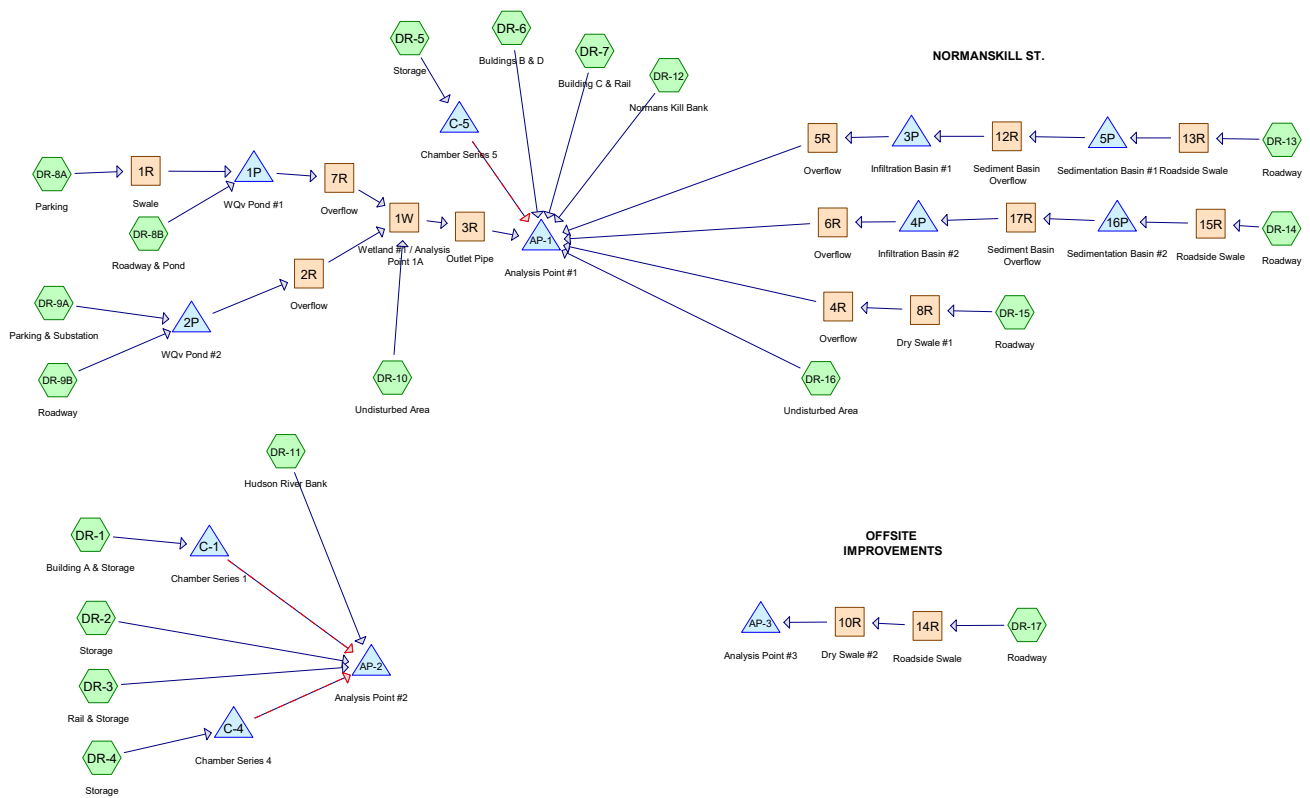 DR-5
Storage
DR-6
Buldings B & D
DR-7
Building C & Rail
DR-12
Normans Kill Bank
C-5
Chamber Series 5
NORMANSKILL ST.
DR-8A
Parking
1R
Swale
1P
WQv Pond #1
7R
Overflow
DR-8B
Roadway & Pond
1W
Wetland #1 / Analysis
Point 1A
3R
Outlet Pipe
AP-1
Analysis Point #1
2R
Overflow
DR-9A
Parking & Substation
2P
WQv Pond #2
DR-9B
Roadway
DR-10
Undisturbed Area
5R
Overflow
3P
Infiltration Basin #1
12R
Sediment Basin
Overflow
5P
Sedimentation Basin #1
13R
Roadside Swale
DR-13
Roadway
6R
Overflow
4P
Infiltration Basin #2
17R
Sediment Basin
Overflow
16P
Sedimentation Basin #2
15R
Roadside Swale
DR-14
Roadway
4R
Overflow
8R
Dry Swale #1
DR-15
Roadway
DR-16
Undisturbed Area
DR-11
Hudson River Bank
DR-1
Building A & Storage
C-1
Chamber Series 1
DR-2
Storage
DR-3
Rail & Storage
AP-2
Analysis Point #2
DR-4
Storage
C-4
Chamber Series 4
OFFSITE
IMPROVEMENTS
AP-3
Analysis Point #3
10R
Dry Swale #2
14R
Roadside Swale
DR-17
Roadway